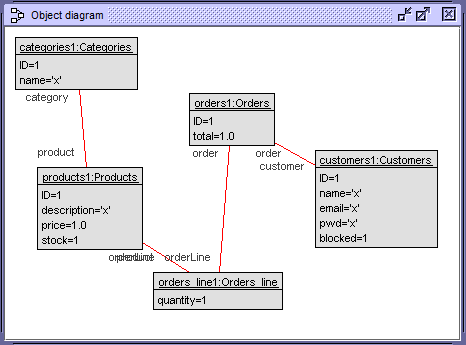 Object diagram
categories1:Categories
ID=1
name='x'
category
product
orders1:Orders
ID=1
total=1.0
order
order
customer
customers1:Customers
ID=1
name='x'
email='x'
pwd='x'
blocked=1
products1:Products
ID=1
description='x'
price=1.0
stock=1
orderLine
orders_line1:Orders_line
quantity=1